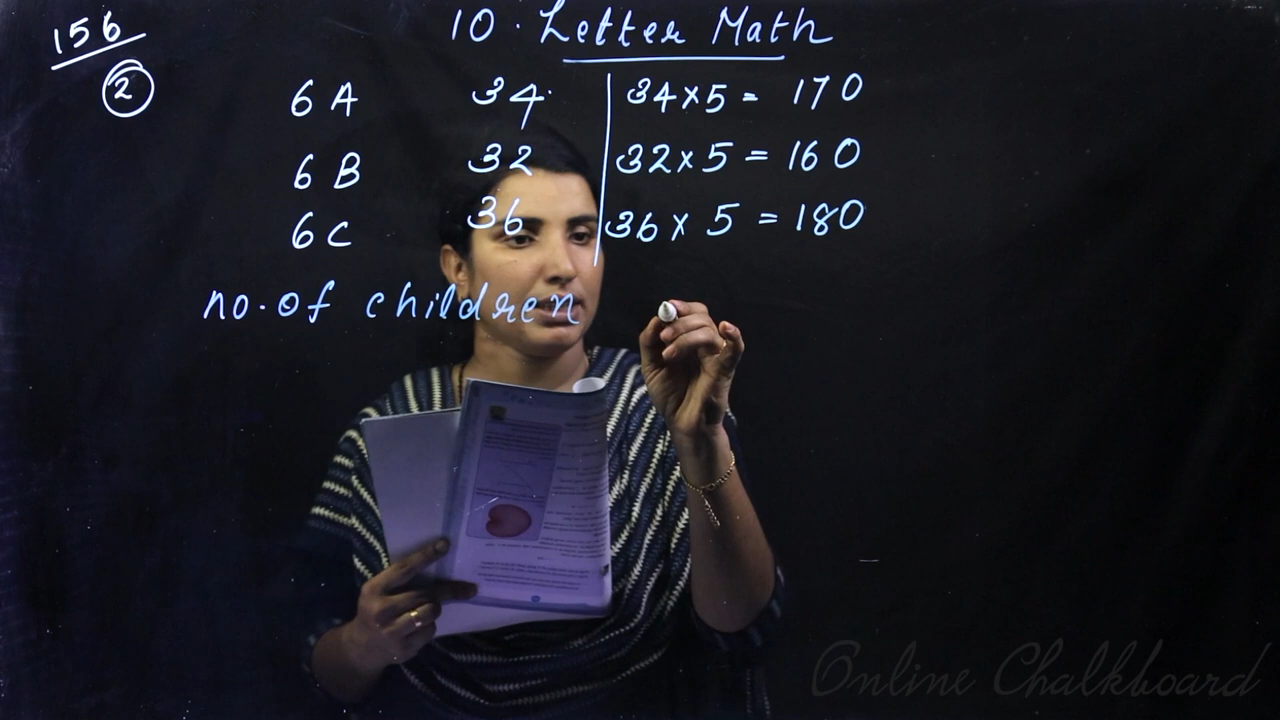 156
2
10. Letter Math
6 A 34 34×5 = 170
6 B 32 32×5 = 160
6 C 36 36×5 = 180
no. of children
Online Chalkboard